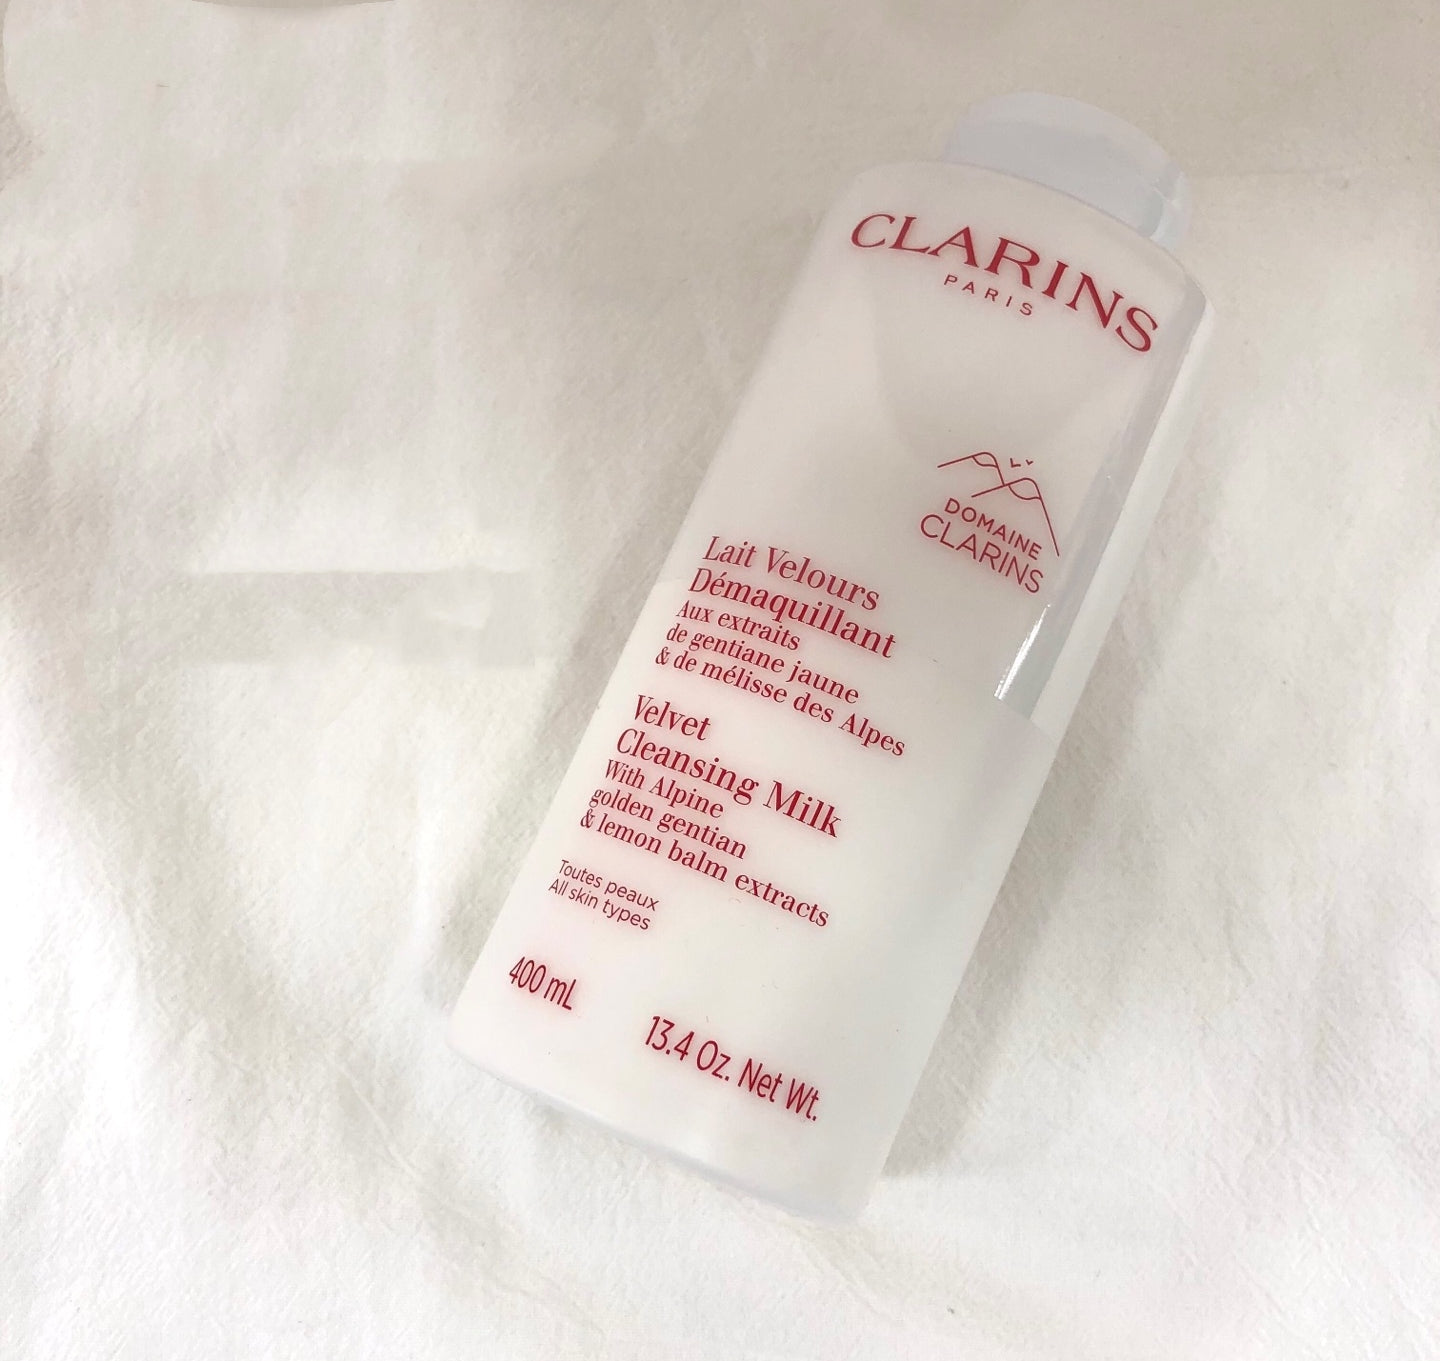 CLARINS
PARIS
DOMAINE
CLARINS
Lait Velours
Démaquillant
Aux extraits
de gentiane jaune
& de mélisse des Alpes
Velvet
Cleansing Milk
With Alpine
golden gentian
& lemon balm extracts
Toutes peaux
All skin types
400 mL
13.4 Oz. Net Wt.